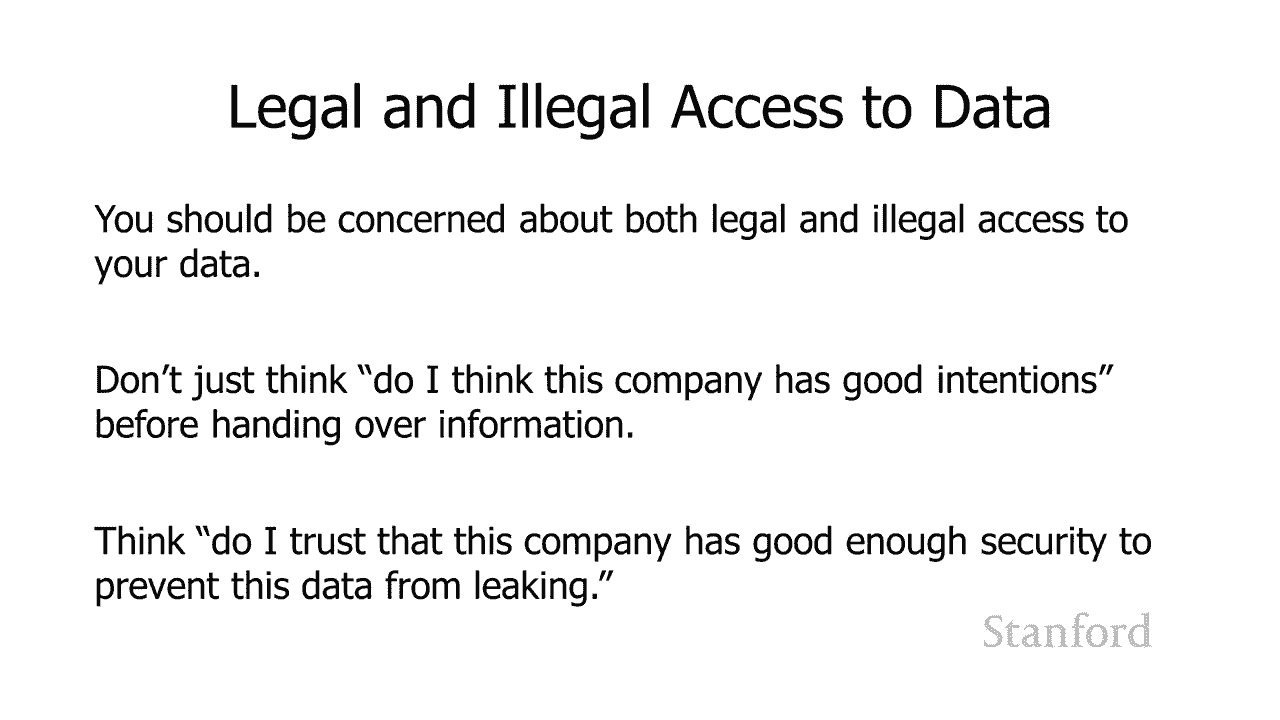 Legal and Illegal Access to Data
You should be concerned about both legal and illegal access to
your data.
Don’t just think “do I think this company has good intentions”
before handing over information.
Think “do I trust that this company has good enough security to
prevent this data from leaking.”
Stanford